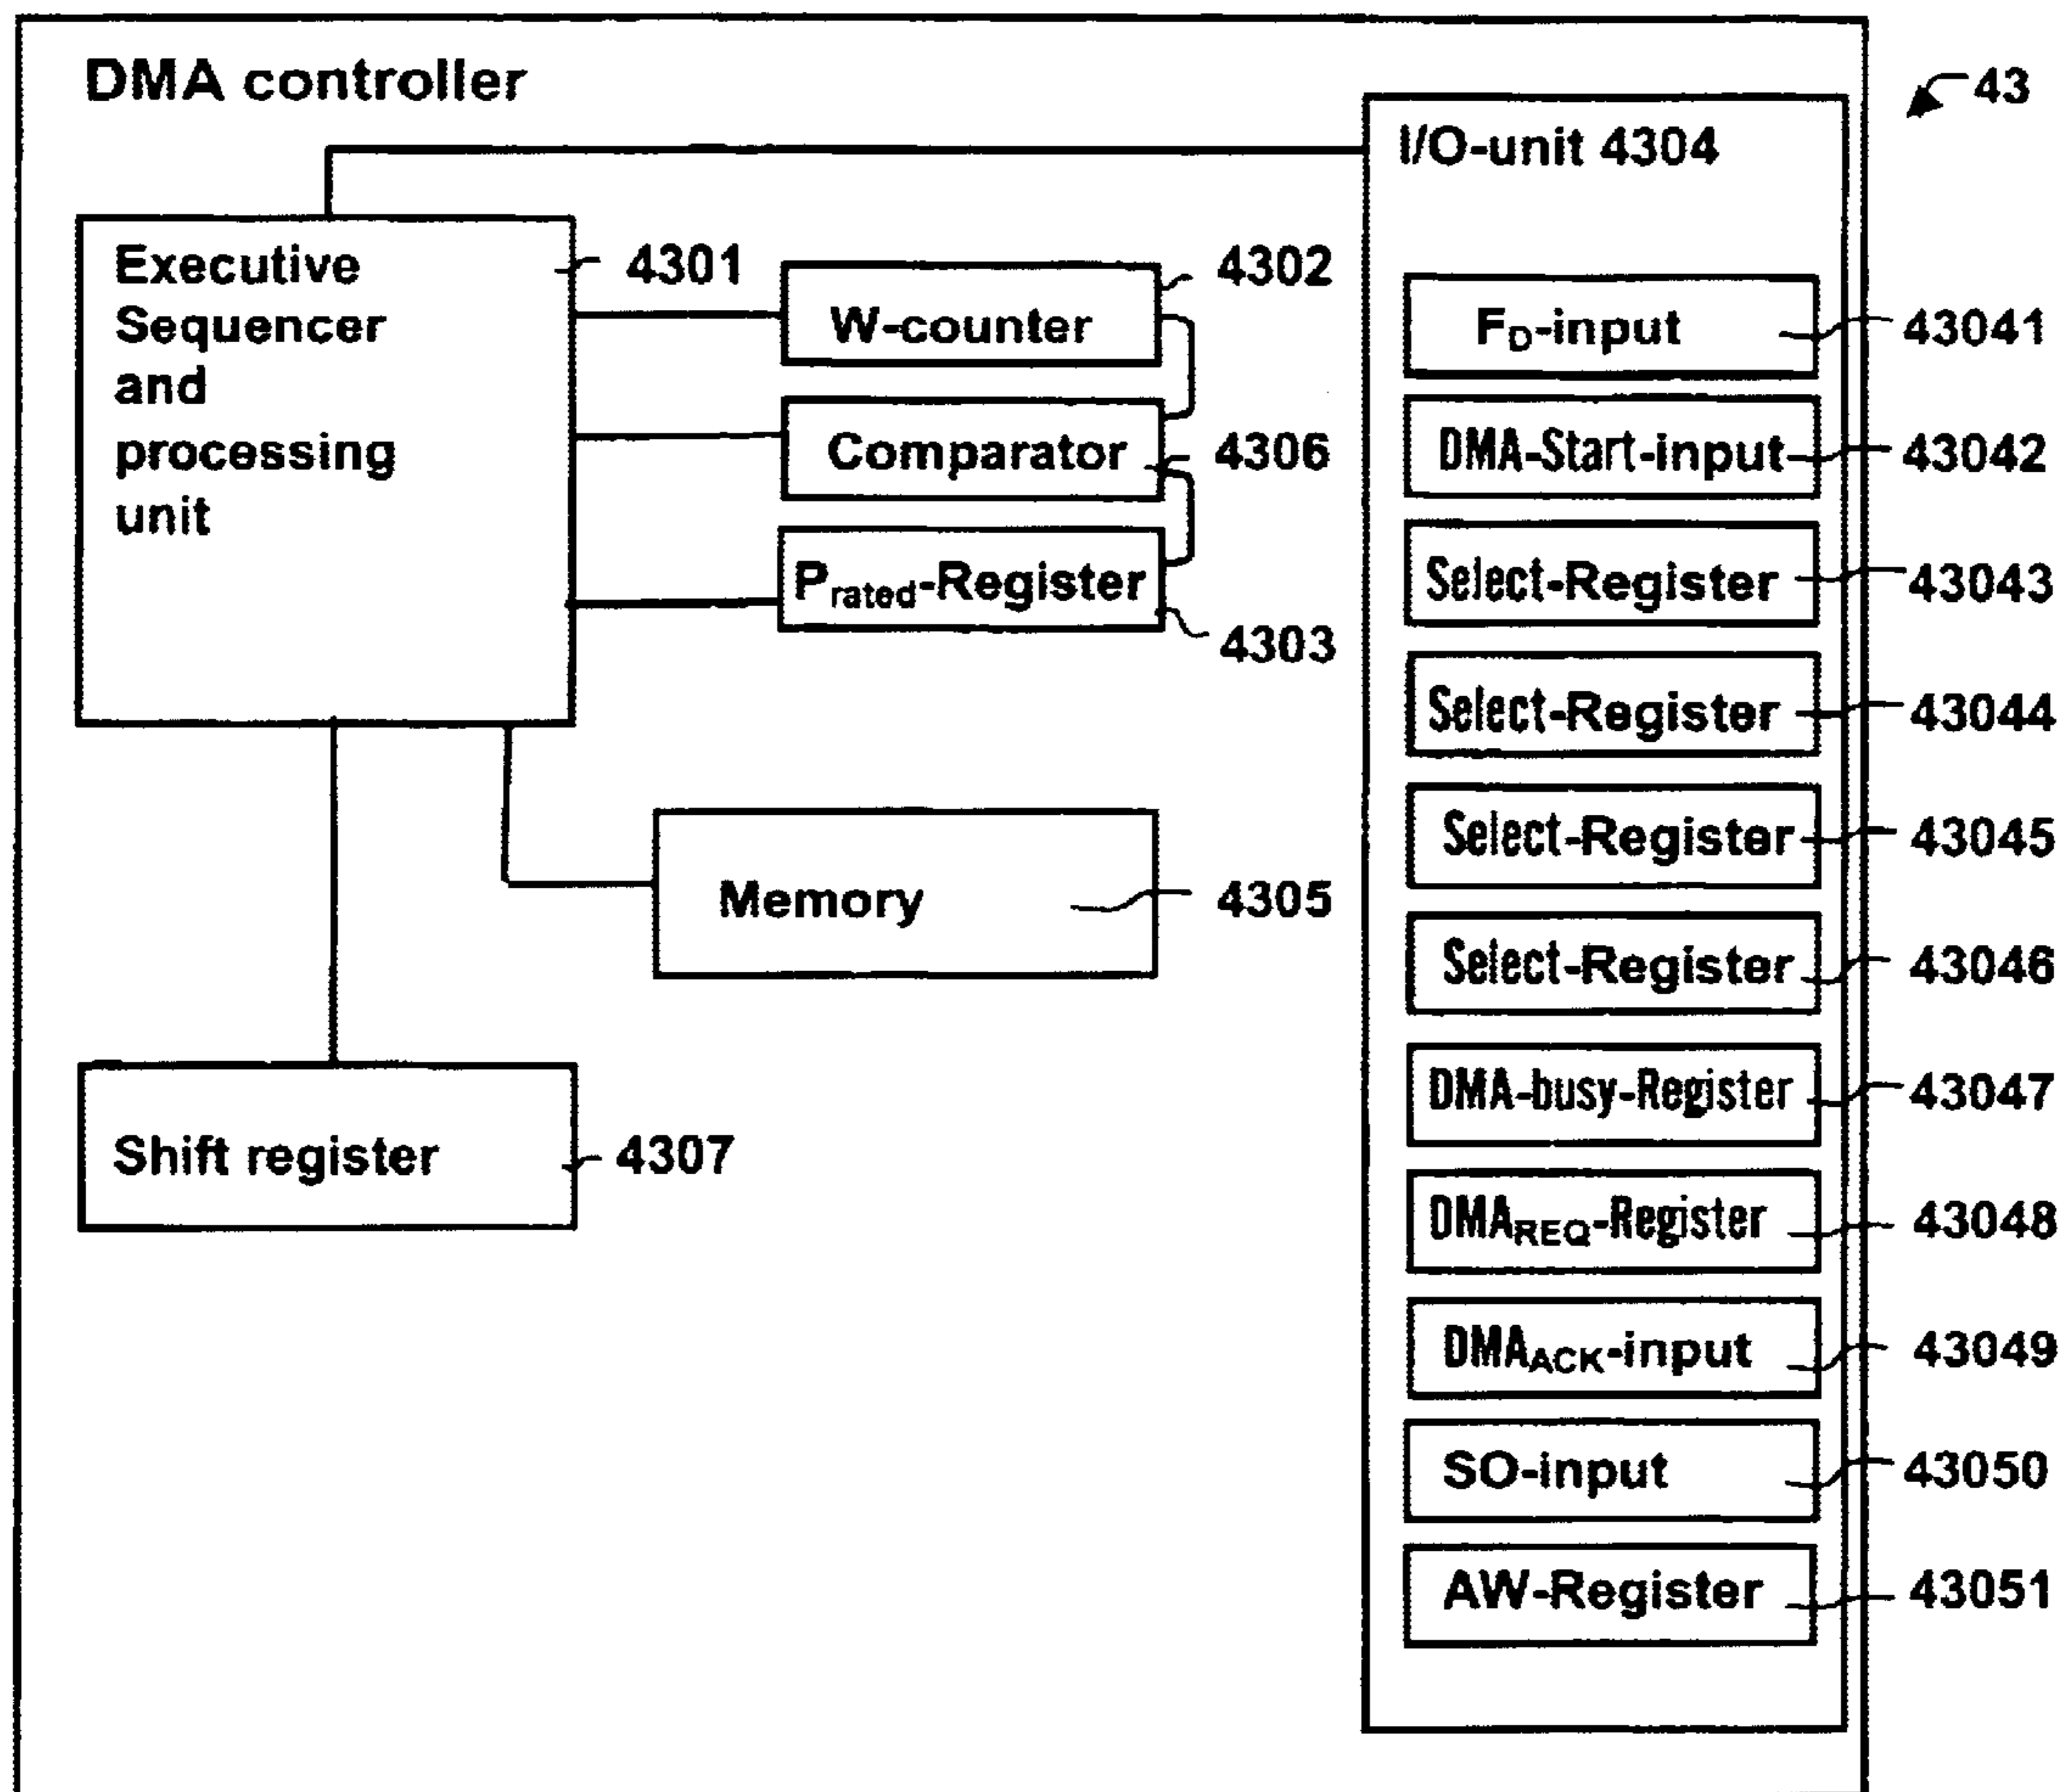 DMA controller
43
I/O-unit 4304
Executive
Sequencer
and
processing
unit
4301
W-counter
4302
Comparator
4306
Prated-Register
4303
Memory
4305
Shift register
4307
FD-input
43041
DMA-Start-input
43042
Select-Register
43043
Select-Register
43044
Select-Register
43045
Select-Register
43046
DMA-busy-Register
43047
DMAREQ-Register
43048
DMAACK-input
43049
SO-input
43050
AW-Register
43051